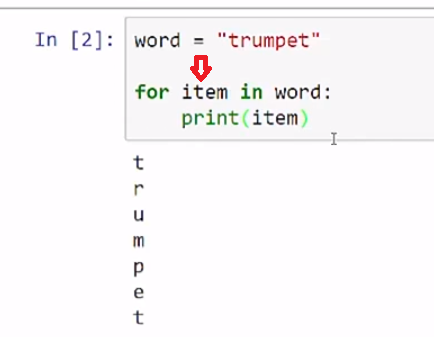 In [2]: word = "trumpet"
for item in word:
    print(item)
t
r
u
m
p
e
t